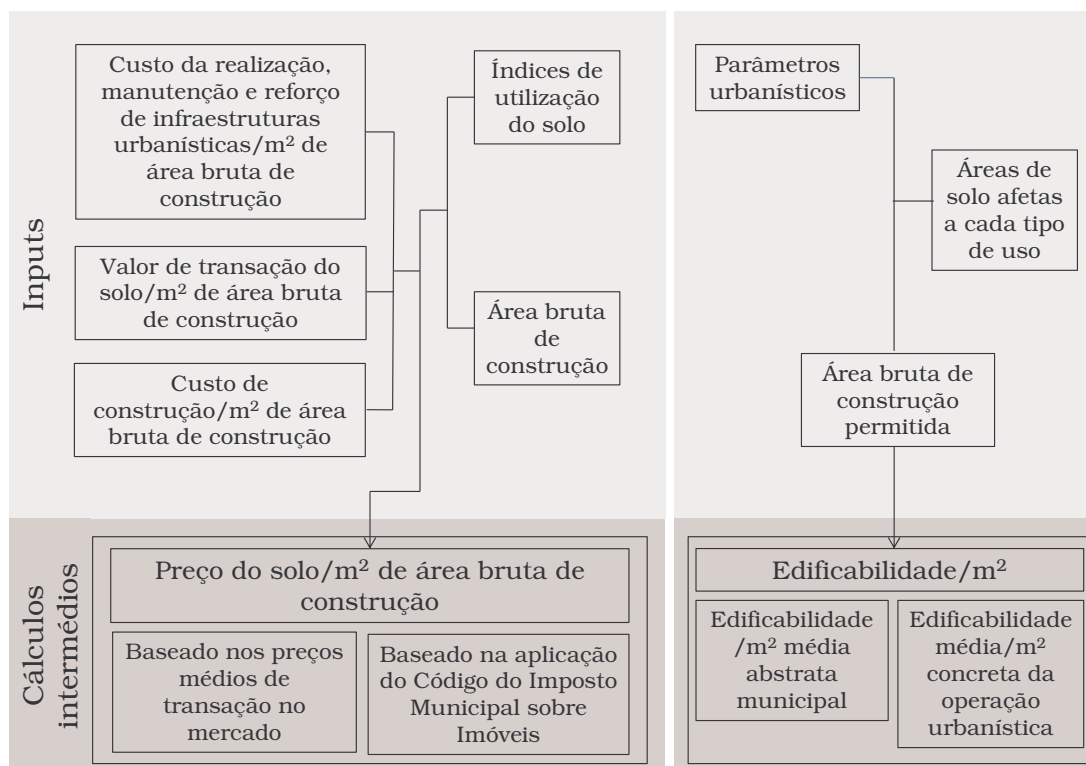 Inputs
Custo da realização,
manutenção e reforço
de infraestruturas
urbanísticas/m² de
área bruta de
construção
Valor de transação do
solo/m² de área bruta
de construção
Custo de
construção/m² de área
bruta de construção
Índices de
utilização
do solo
Área bruta
de
construção
Parâmetros
urbanísticos
Áreas de
solo afetas
a cada tipo
de uso
Área bruta de
construção
permitida
Cálculos
intermédios
Preço do solo/m² de área bruta de
construção
Baseado nos preços
médios de
transação no
mercado
Baseado na aplicação
do Código do Imposto
Municipal sobre
Imóveis
Edificabilidade/m²
Edificabilidade
/m² média
abstrata
municipal
Edificabilidade
média/m²
concreta da
operação
urbanística